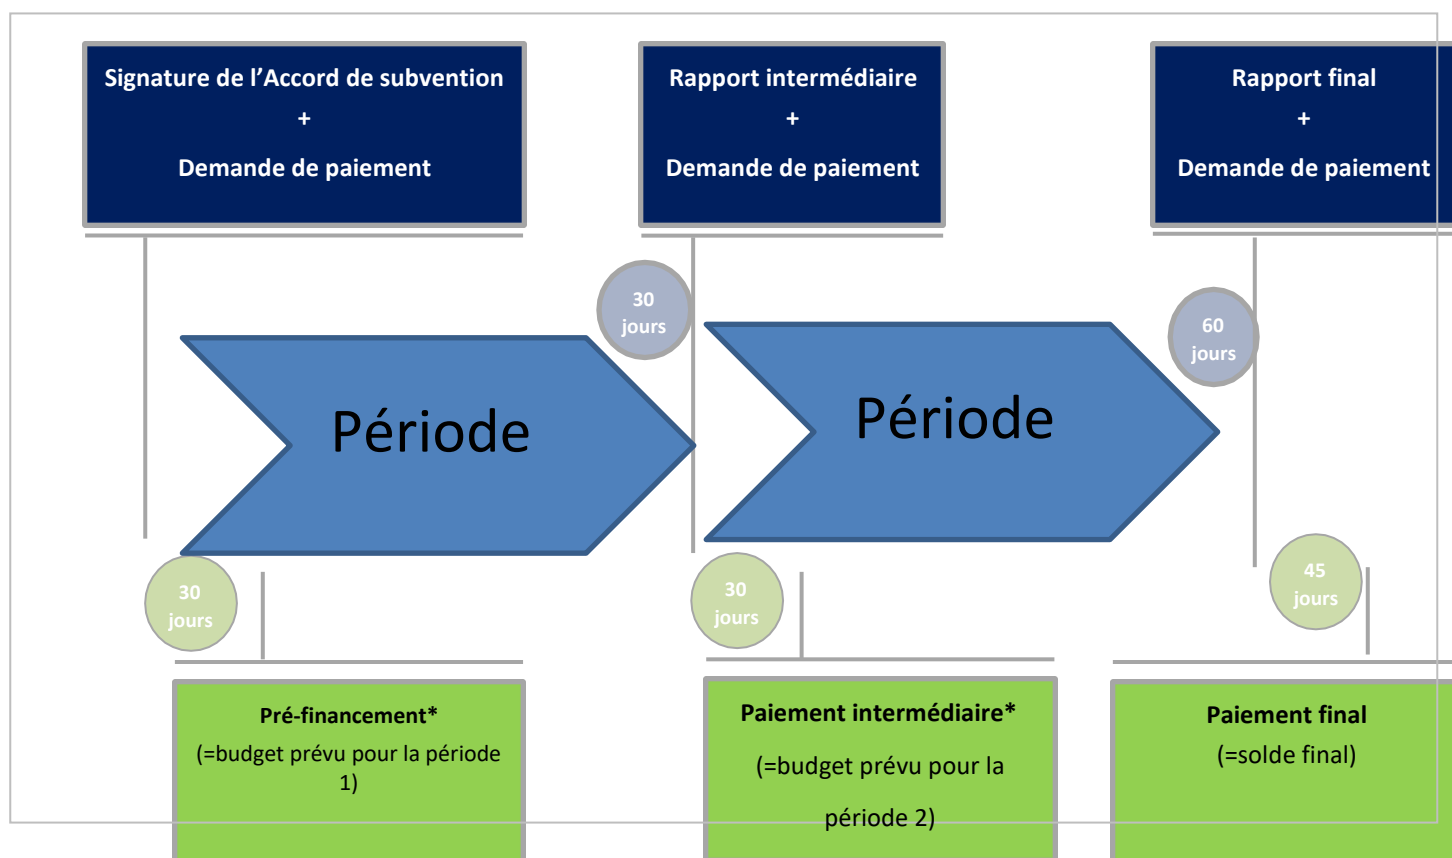 Signature de l’Accord de subvention
+
Demande de paiement
Rapport intermédiaire
+
Demande de paiement
Rapport final
+
Demande de paiement
30
jours
60
jours
Période
Période
30
jours
30
jours
45
jours
Pré-financement*
(=budget prévu pour la période
1)
Paiement intermédiaire*
(=budget prévu pour la
période 2)
Paiement final
(=solde final)